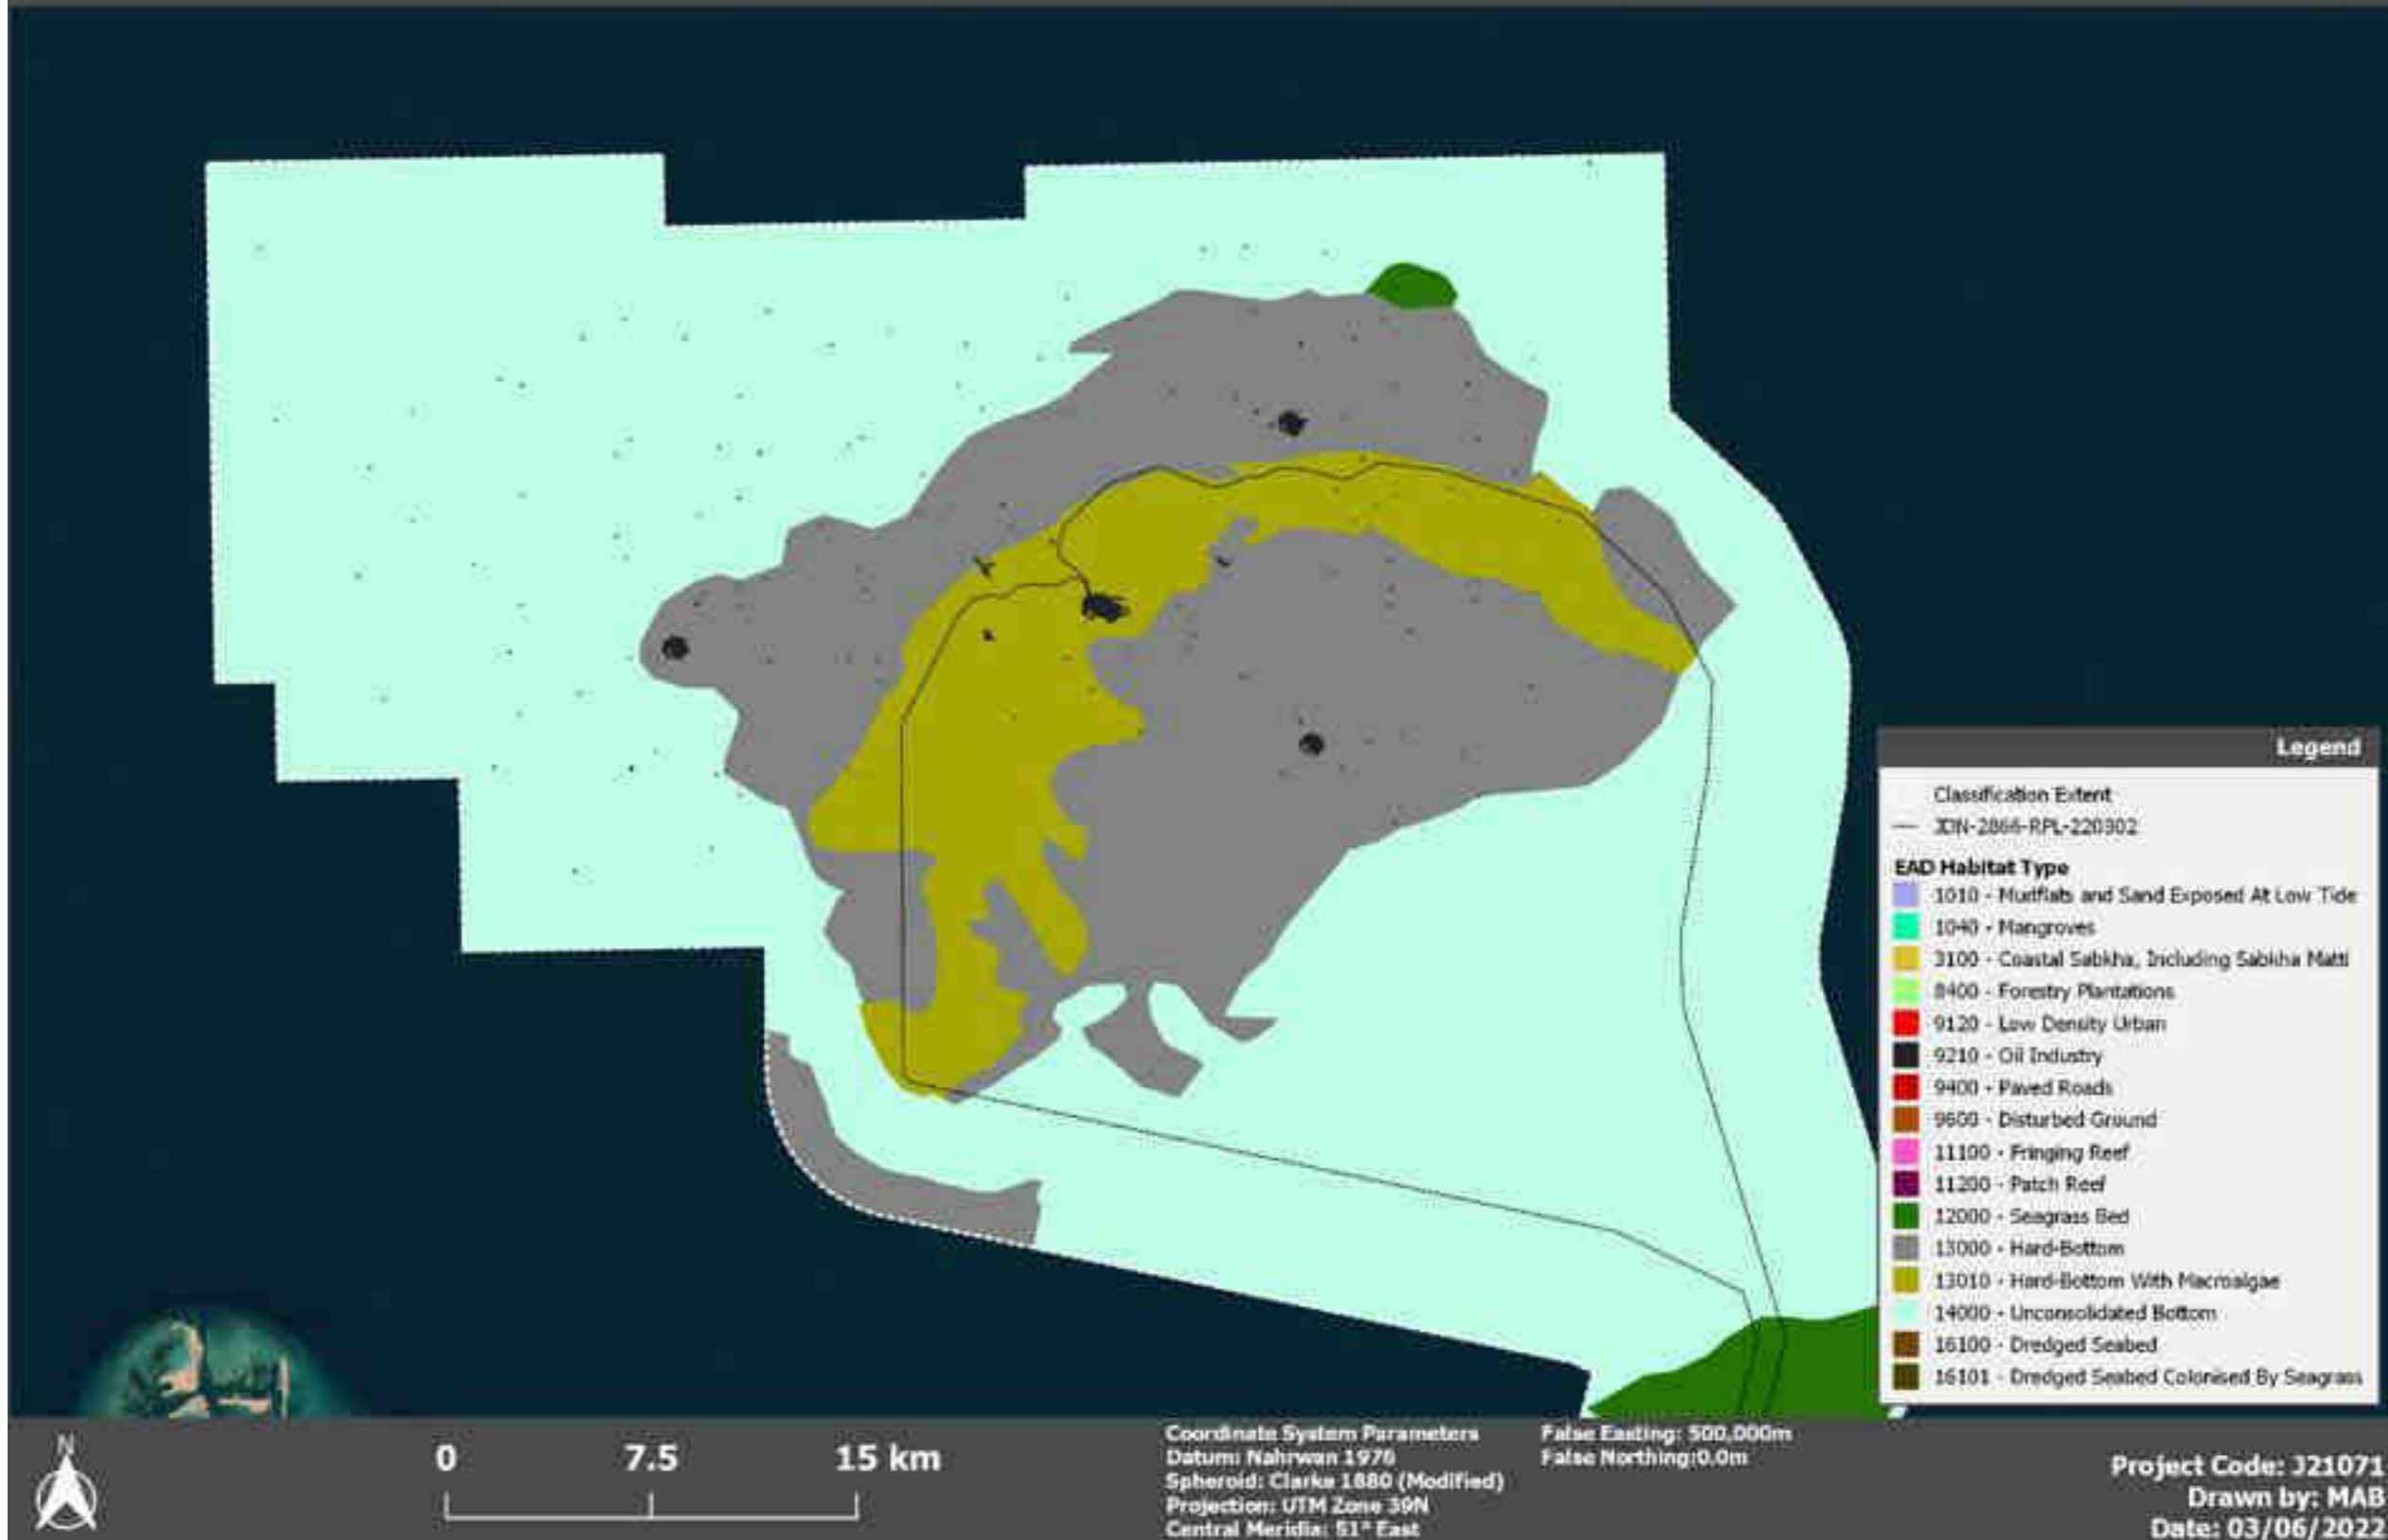 Legend
Classification Extent
JDN-2866-RPL-220302
EAD Habitat Type
1010 - Mudflats and Sand Exposed At Low Tide
1040 - Mangroves
3100 - Coastal Sabkha, Including Sabkha Matti
8400 - Forestry Plantations
9120 - Low Density Urban
9210 - Oil Industry
9400 - Paved Roads
9600 - Disturbed Ground
11100 - Fringing Reef
11200 - Patch Reef
12000 - Seagrass Bed
13000 - Hard-Bottom
13010 - Hard-Bottom With Macroalgae
14000 - Unconsolidated Bottom
16100 - Dredged Seabed
16101 - Dredged Seabed Colonised By Seagrass
N
0 7.5 15 km
Coordinate System Parameters
Datum: Nahrwan 1976
Spheroid: Clarke 1880 (Modified)
Projection: UTM Zone 39N
Central Meridia: 51° East
False Easting: 500,000m
False Northing:0.0m
Project Code: J21071
Drawn by: MAB
Date: 03/06/2022